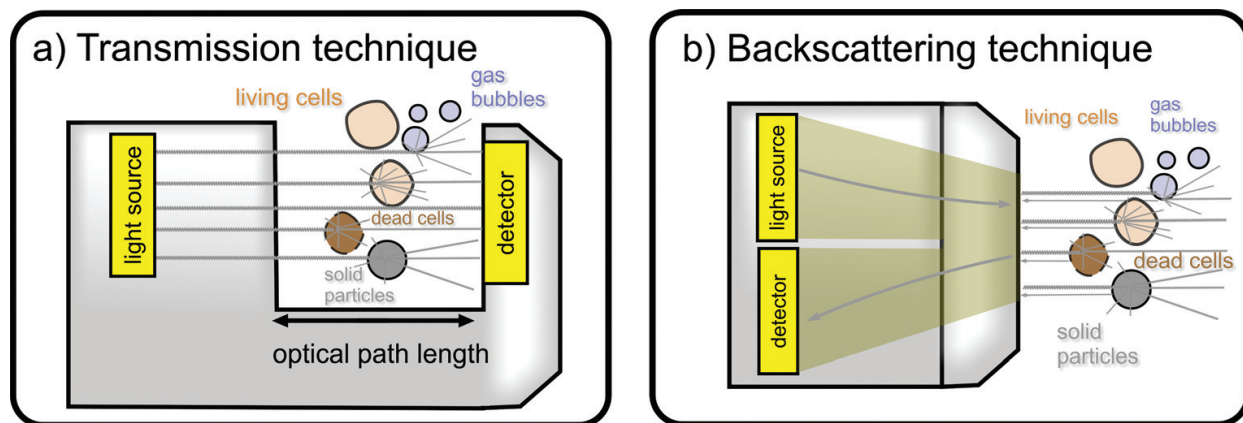 a) Transmission technique
living cells
gas
bubbles
light source
dead cells
solid
particles
detector
optical path length
b) Backscattering technique
living cells
gas
bubbles
light source
detector
dead cells
solid
particles